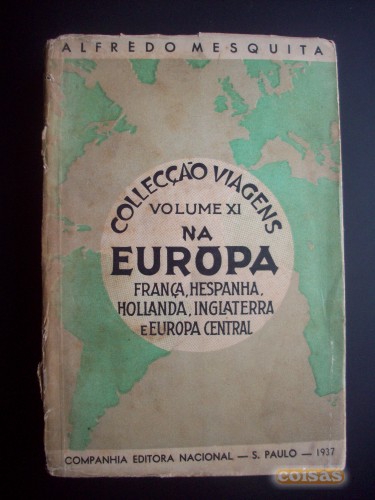 ALFREDO MESQUITA
COLLECÇÃO VIAGENS
VOLUME XI
NA
EUROPA
FRANÇA, HESPANHA,
HOLLANDA, INGLATERRA
E EUROPA CENTRAL
COMPANHIA EDITORA NACIONAL — S. PAULO — 1937
coisas